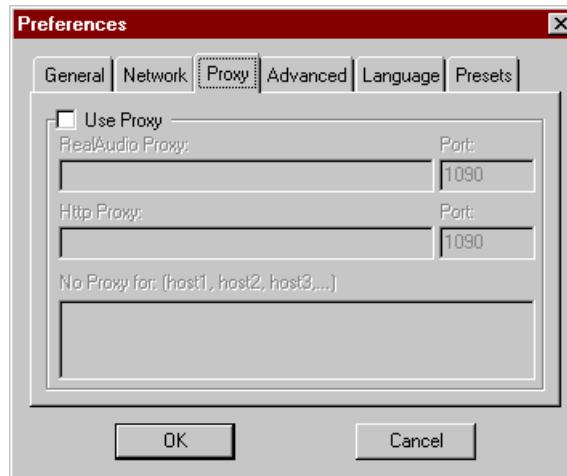 Preferences
General Network Proxy Advanced Language Presets
Use Proxy
RealAudio Proxy: Port:
1090
Http Proxy: Port:
1090
No Proxy for: (host1, host2, host3,...)
OK Cancel